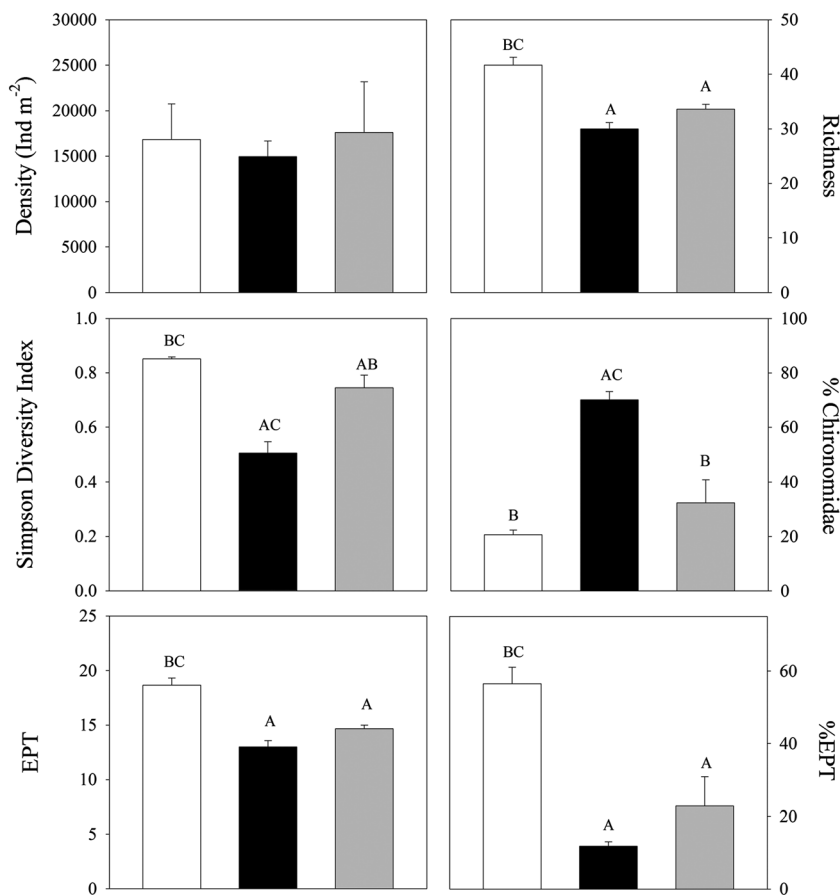 Density (Ind m⁻²)
30000
25000
20000
15000
10000
5000
0
BC
A
A
50
40
30
20
10
0
Richness
Simpson Diversity Index
1.0
0.8
0.6
0.4
0.2
0.0
BC
AC
AB
B
AC
B
100
80
60
40
20
0
% Chironomidae
EPT
25
20
15
10
5
0
BC
A
A
BC
A
A
60
40
20
0
%EPT